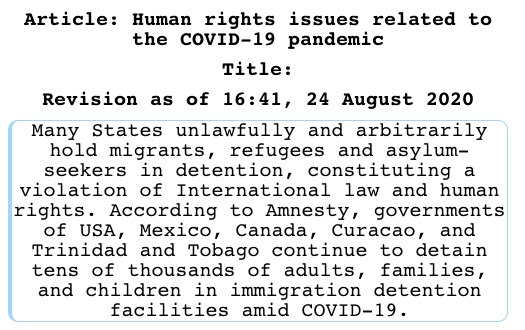 Article: Human rights issues related to
the COVID-19 pandemic
Title:
Revision as of 16:41, 24 August 2020
Many States unlawfully and arbitrarily
hold migrants, refugees and asylum-
seekers in detention, constituting a
violation of International law and human
rights. According to Amnesty, governments
of USA, Mexico, Canada, Curacao, and
Trinidad and Tobago continue to detain
tens of thousands of adults, families,
and children in immigration detention
facilities amid COVID-19.